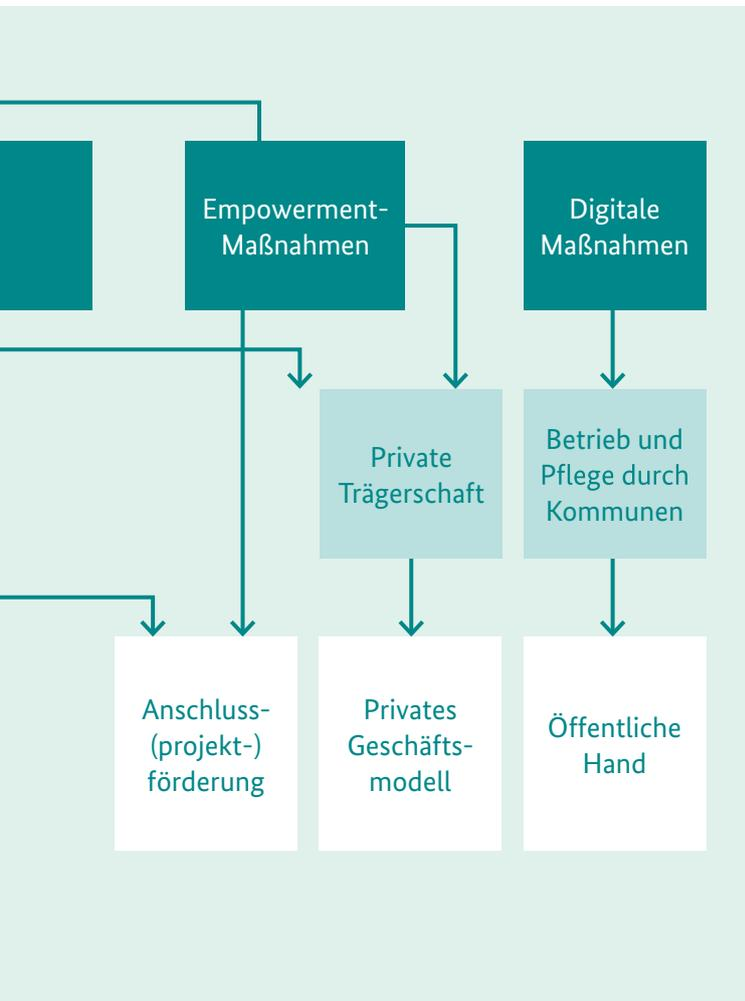 Empowerment-
Maßnahmen
Digitale
Maßnahmen
Private
Trägerschaft
Betrieb und
Pflege durch
Kommunen
Anschluss-
(projekt-)
förderung
Privates
Geschäfts-
modell
Öffentliche
Hand